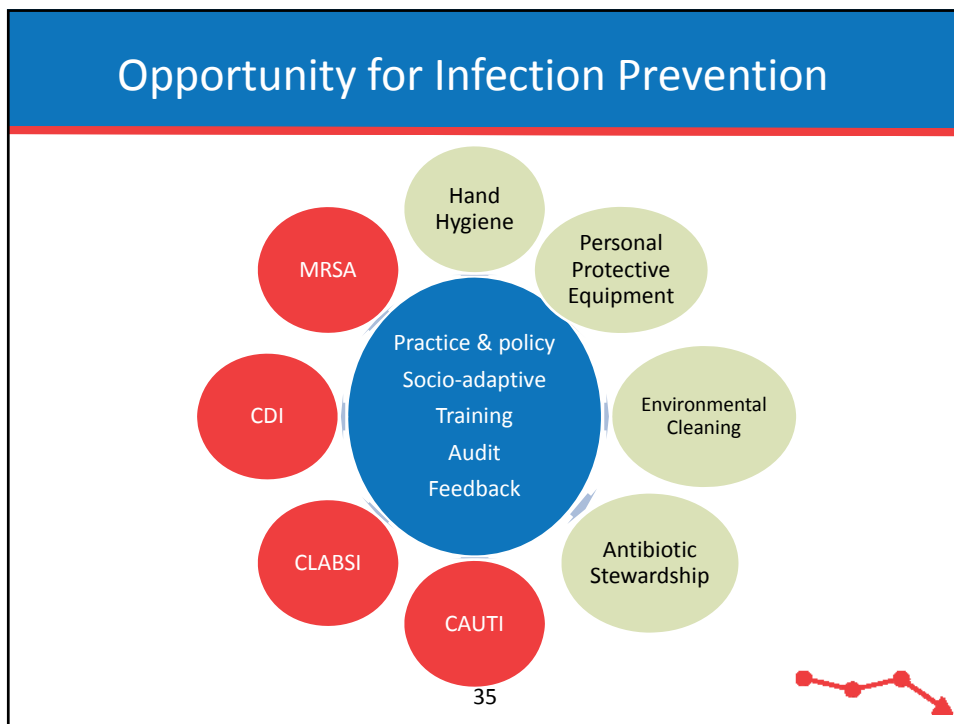 Opportunity for Infection Prevention
Hand
Hygiene
Personal
Protective
Equipment
Environmental
Cleaning
Antibiotic
Stewardship
CAUTI
CLABSI
CDI
MRSA
Practice & policy
Socio-adaptive
Training
Audit
Feedback
35